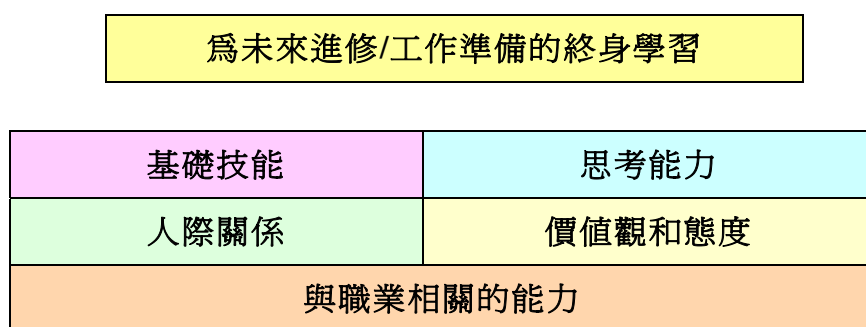 爲未來進修/工作準備的終身學習
基礎技能 思考能力
人際關係 價值觀和態度
與職業相關的能力